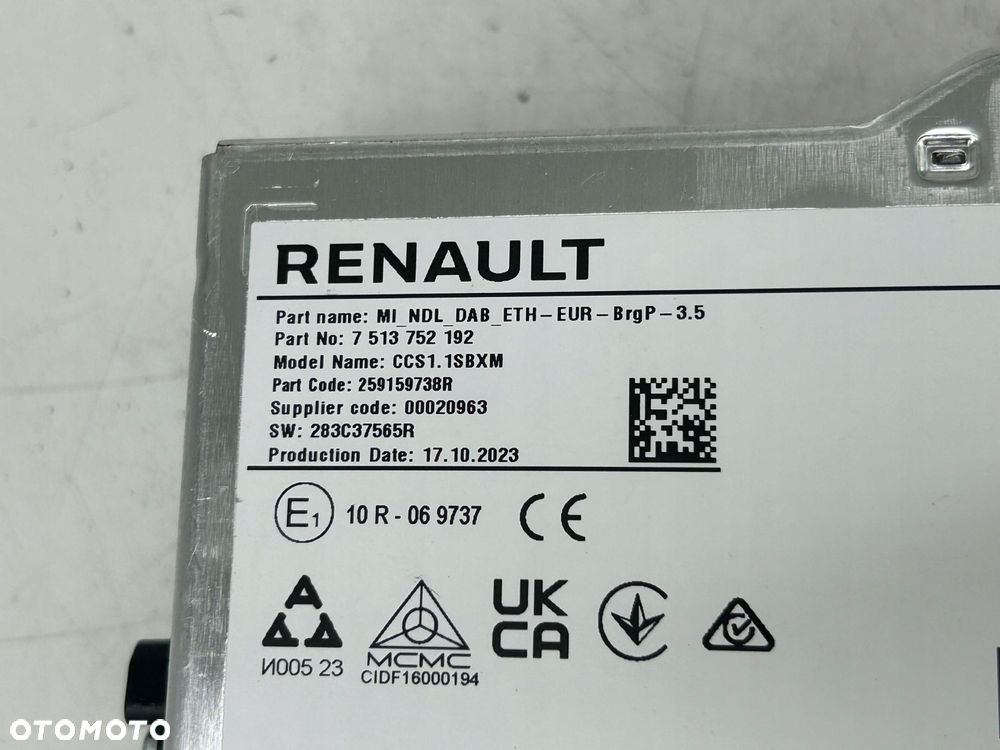 RENAULT
Part name: MI_NDL_DAB_ETH-EUR-BrgP-3.5
Part No: 7 513 752 192
Model Name: CCS1.1SBXM
Part Code: 259159738R
Supplier code: 00020963
SW: 283C37565R
Production Date: 17.10.2023
E1 10 R - 06 9737 CE
UK
CA
MCMC
И005 23
CIDF16000194
OTOMOTO